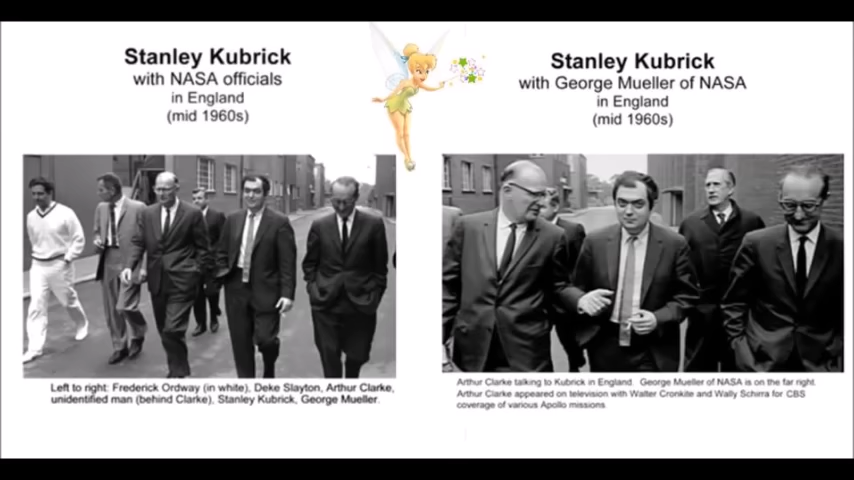 Stanley Kubrick
with NASA officials
in England
(mid 1960s)
Left to right: Frederick Ordway (in white), Deke Slayton, Arthur Clarke,
unidentified man (behind Clarke), Stanley Kubrick, George Mueller.
Stanley Kubrick
with George Mueller of NASA
in England
(mid 1960s)
Arthur Clarke talking to Kubrick in England. George Mueller of NASA is on the far right.
Arthur Clarke appeared on television with Walter Cronkite and Wally Schirra for CBS
coverage of various Apollo missions